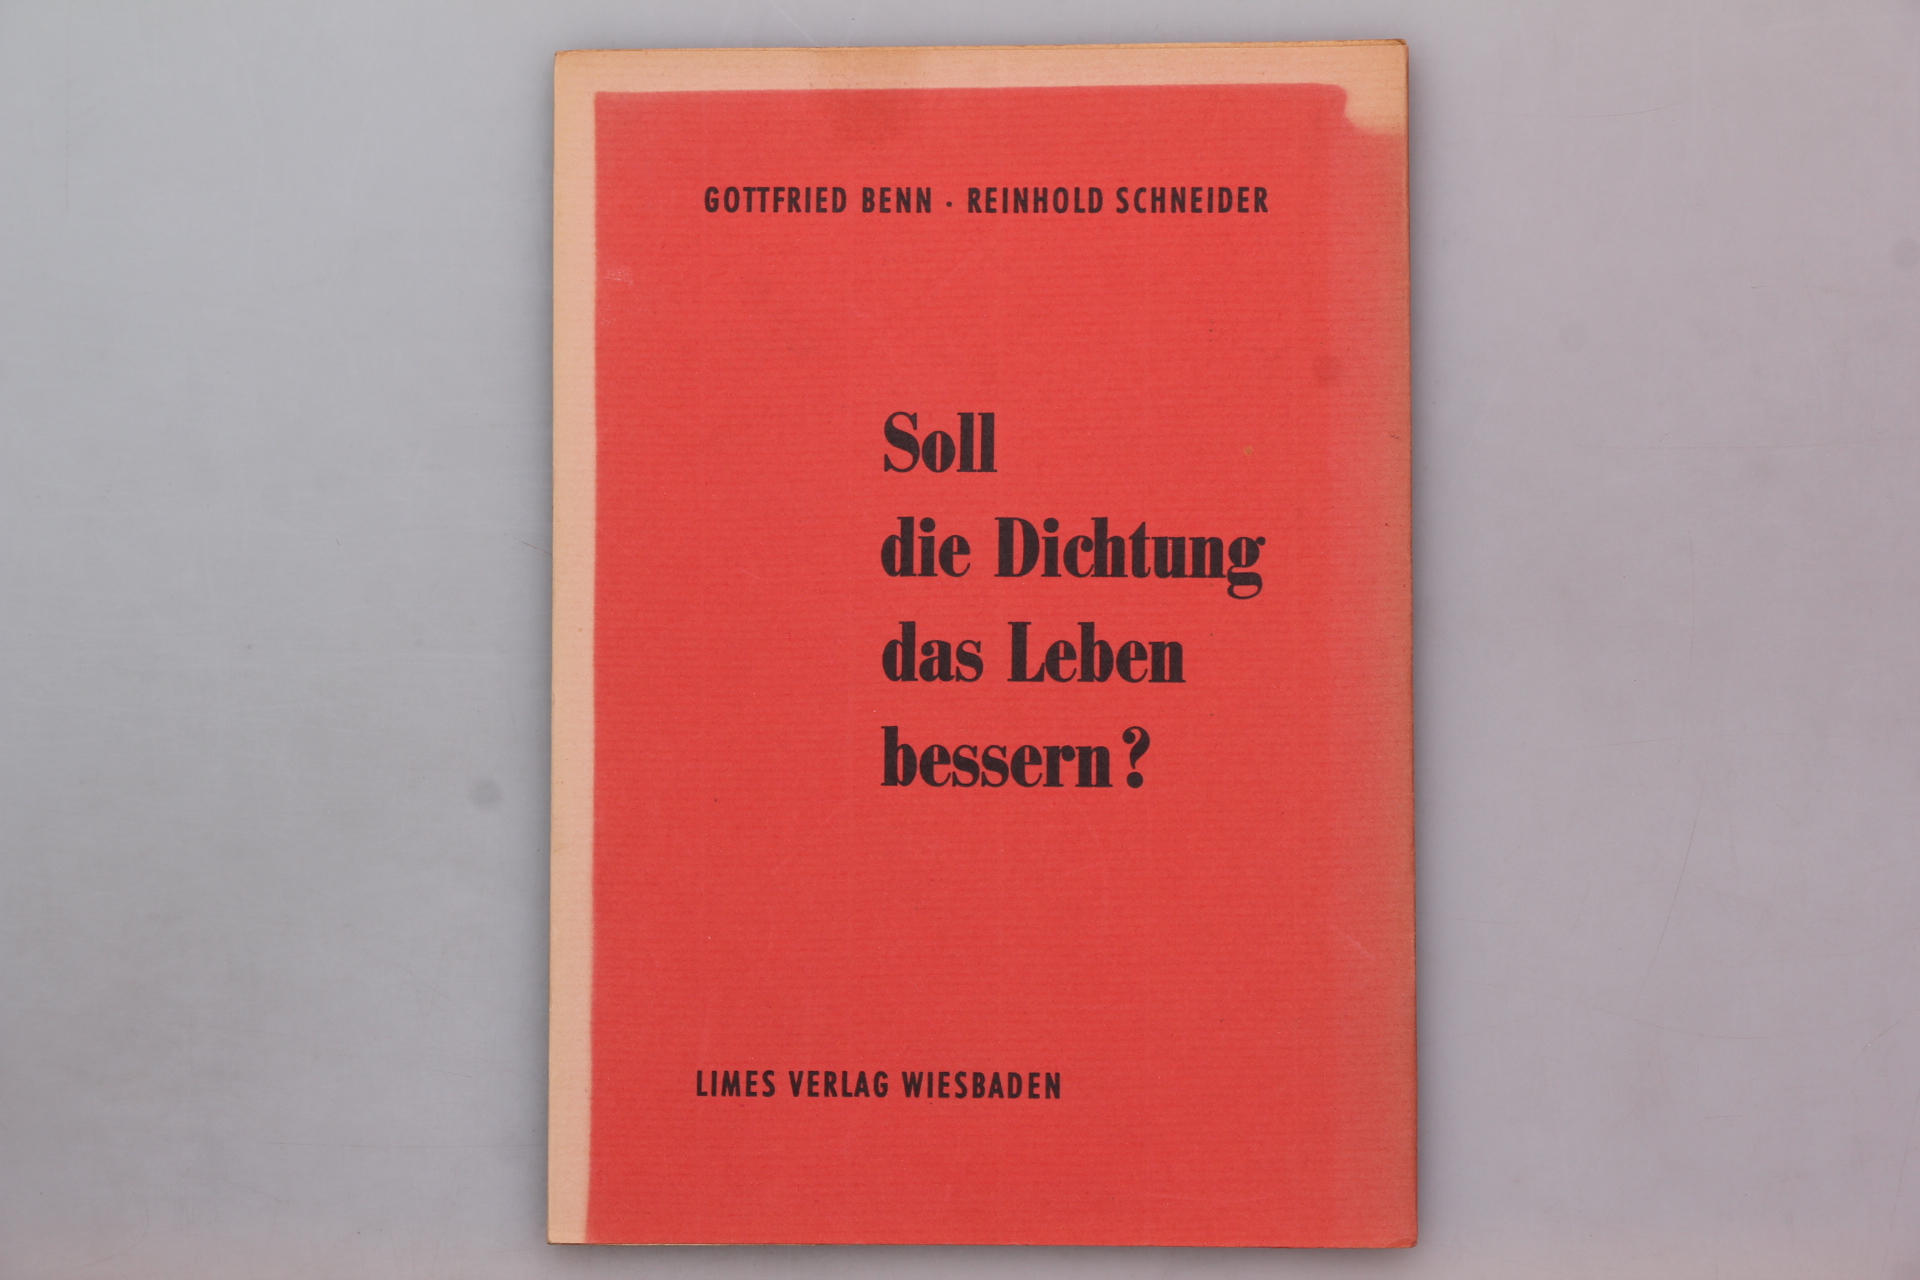 GOTTFRIED BENN · REINHOLD SCHNEIDER
Soll
die Dichtung
das Leben
bessern?
LIMES VERLAG WIESBADEN